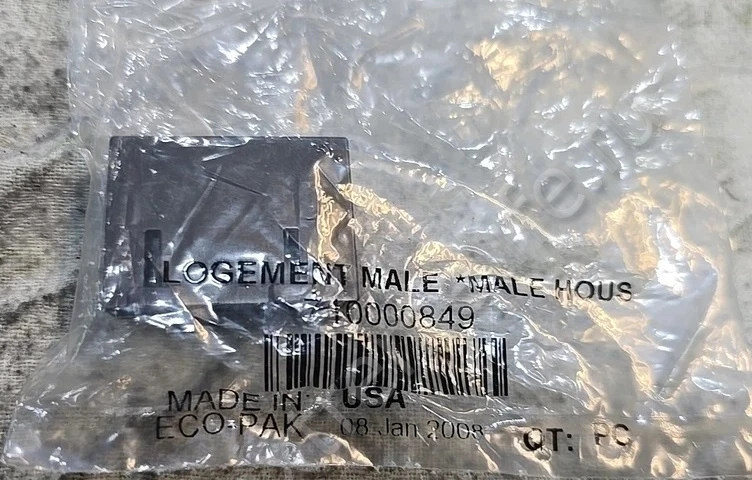 LOGEMENT MALE *MALE HOUS
10000849
MADE IN: USA
ECO-PAK 08-Jan 2008 QT: PC